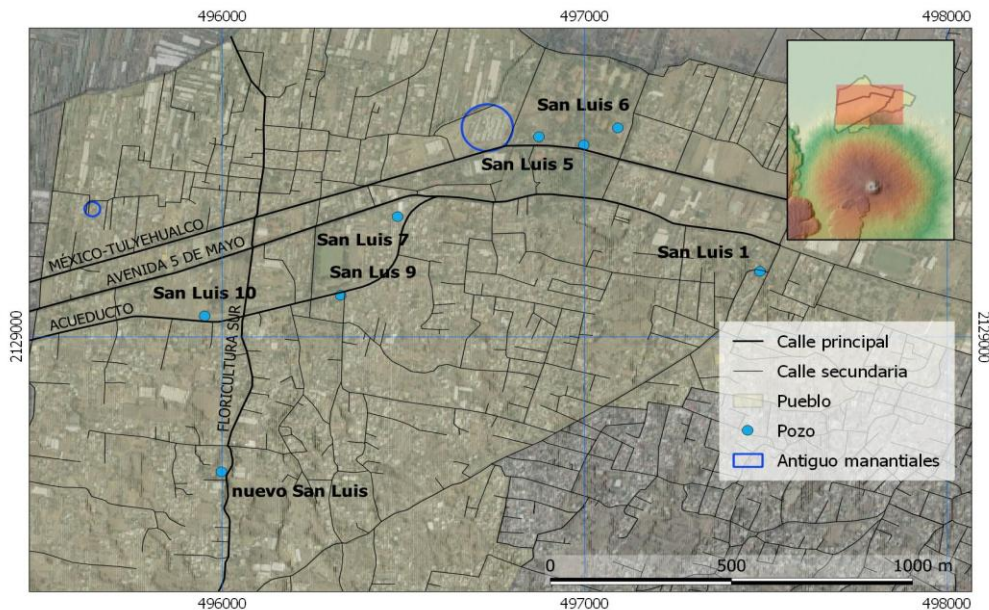 496000
497000
498000
San Luis 6
San Luis 5
MÉXICO-TULYEHUALCO
San Luis 7
AVENIDA 5 DE MAYO
San Luis 1
San Luis 9
San Luis 10
ACUEDUCTO
2129000
2129000
FLORICULTURA SUR
Calle principal
Calle secundaria
Pueblo
Pozo
Antiguo manantiales
nuevo San Luis
0
500
1000 m
496000
497000
498000